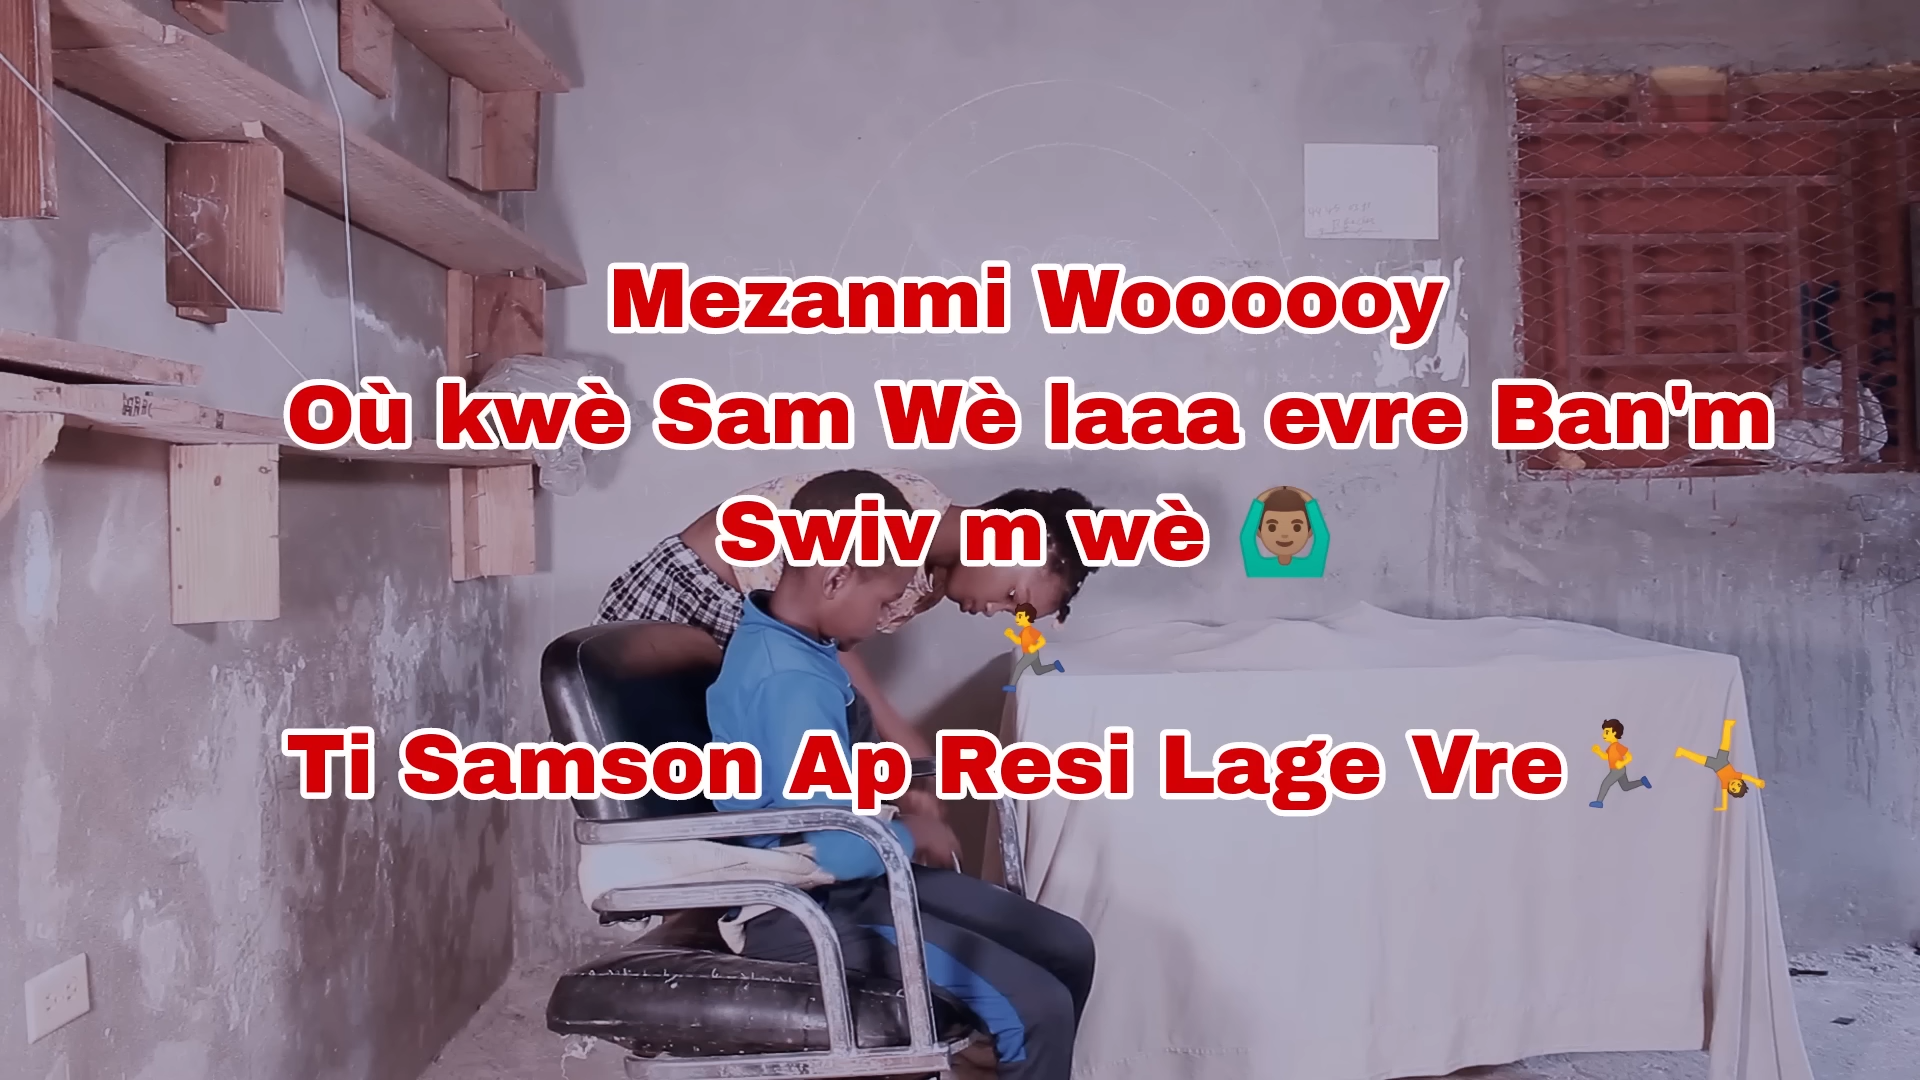 Mezanmi Woooooy
Où kwè Sam Wè laaa evre Ban'm
Swiv m wè 🙆🏽‍♂️
🏃
Ti Samson Ap Resi Lage Vre🏃🤸